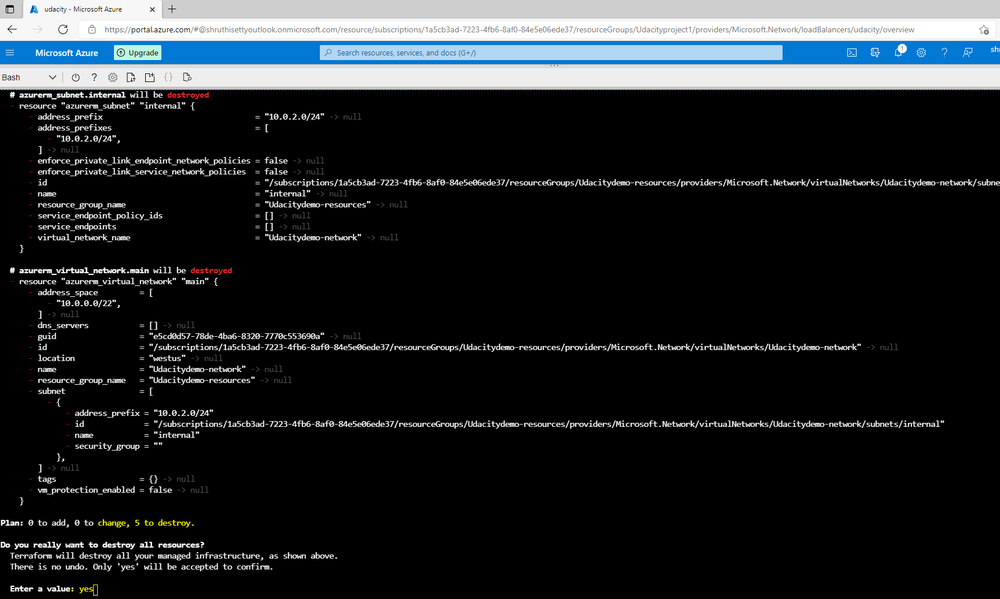 udacity - Microsoft Azure
https://portal.azure.com/#@shruthisettyoutlook.onmicrosoft.com/resource/subscriptions/1a5cb3ad-7223-4fb6-8af0-84e5e06ede37/resourceGroups/Udacityproject1/providers/Microsoft.Network/loadBalancers/udacity/overview
Microsoft Azure Upgrade Search resources, services, and docs (G+/) 1 shr
Bash
# azurerm_subnet.internal will be destroyed
- resource "azurerm_subnet" "internal" {
- address_prefix = "10.0.2.0/24" -> null
- address_prefixes = [
- "10.0.2.0/24",
] -> null
- enforce_private_link_endpoint_network_policies = false -> null
- enforce_private_link_service_network_policies = false -> null
- id = "/subscriptions/1a5cb3ad-7223-4fb6-8af0-84e5e06ede37/resourceGroups/Udacitydemo-resources/providers/Microsoft.Network/virtualNetworks/Udacitydemo-network/subne
- name = "internal" -> null
- resource_group_name = "Udacitydemo-resources" -> null
- service_endpoint_policy_ids = [] -> null
- service_endpoints = [] -> null
- virtual_network_name = "Udacitydemo-network" -> null
}
# azurerm_virtual_network.main will be destroyed
- resource "azurerm_virtual_network" "main" {
- address_space = [
- "10.0.0.0/22",
] -> null
- dns_servers = [] -> null
- guid = "e5cd0d57-78de-4ba6-8320-7770c553690a" -> null
- id = "/subscriptions/1a5cb3ad-7223-4fb6-8af0-84e5e06ede37/resourceGroups/Udacitydemo-resources/providers/Microsoft.Network/virtualNetworks/Udacitydemo-network" -> null
- location = "westus" -> null
- name = "Udacitydemo-network" -> null
- resource_group_name = "Udacitydemo-resources" -> null
- subnet = [
- {
- address_prefix = "10.0.2.0/24"
- id = "/subscriptions/1a5cb3ad-7223-4fb6-8af0-84e5e06ede37/resourceGroups/Udacitydemo-resources/providers/Microsoft.Network/virtualNetworks/Udacitydemo-network/subnets/internal"
- name = "internal"
- security_group = ""
},
] -> null
- tags = {} -> null
- vm_protection_enabled = false -> null
}
Plan: 0 to add, 0 to change, 5 to destroy.
Do you really want to destroy all resources?
Terraform will destroy all your managed infrastructure, as shown above.
There is no undo. Only 'yes' will be accepted to confirm.
Enter a value: yes